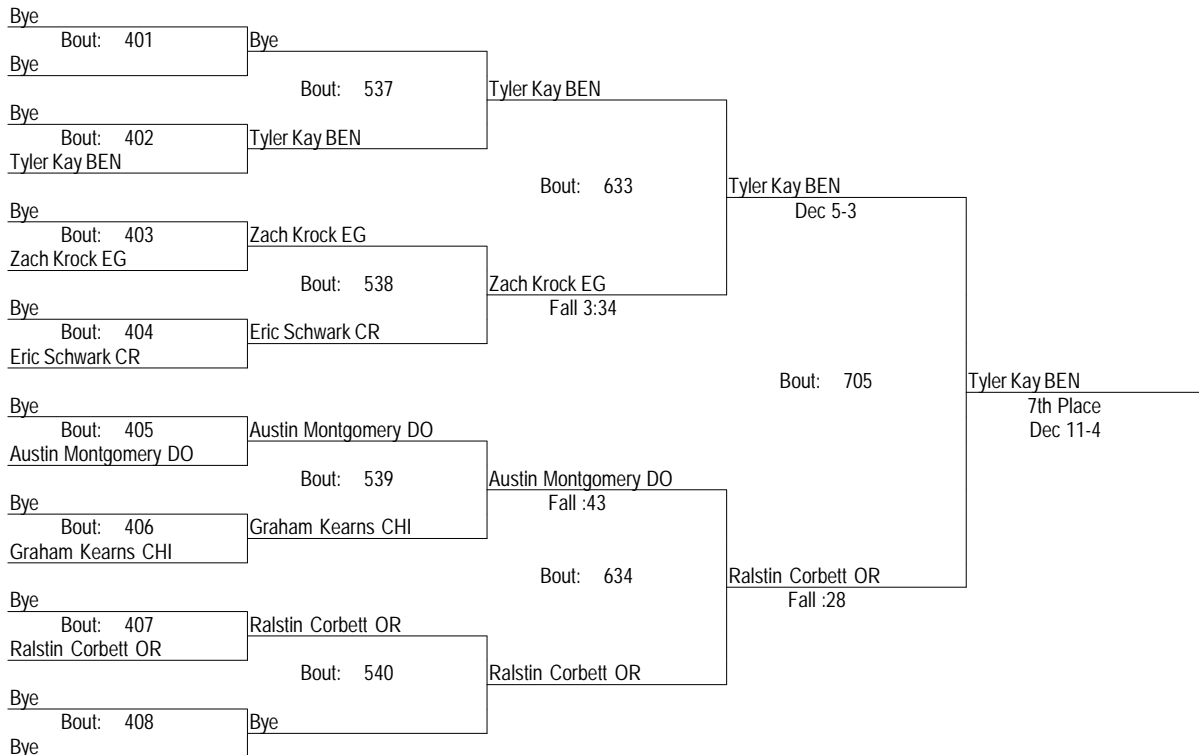 Bye
Bout: 401
Bye
Bye
Bout: 537
Tyler Kay BEN
Bye
Bout: 402
Tyler Kay BEN
Tyler Kay BEN
Bout: 633
Tyler Kay BEN
Dec 5-3
Bye
Bout: 403
Zach Krock EG
Zach Krock EG
Bout: 538
Zach Krock EG
Fall 3:34
Bye
Bout: 404
Eric Schwark CR
Eric Schwark CR
Bout: 705
Tyler Kay BEN
7th Place
Dec 11-4
Bye
Bout: 405
Austin Montgomery DO
Austin Montgomery DO
Bout: 539
Austin Montgomery DO
Fall :43
Bye
Bout: 406
Graham Kearns CHI
Graham Kearns CHI
Bout: 634
Ralstin Corbett OR
Fall :28
Bye
Bout: 407
Ralstin Corbett OR
Ralstin Corbett OR
Bout: 540
Ralstin Corbett OR
Bye
Bout: 408
Bye
Bye